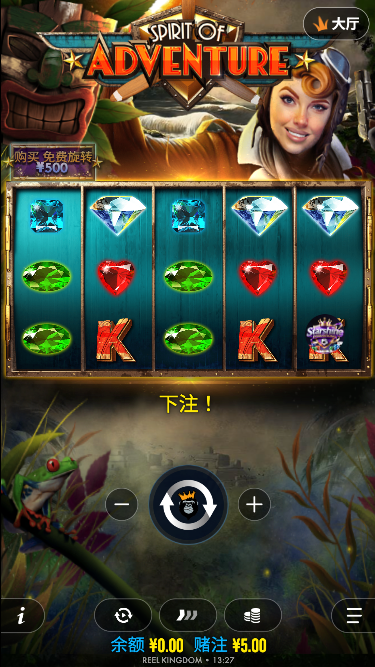 SPIRIT OF
大厅
ADVENTURE
购买 免费旋转
¥500
K
K
Starshine
K
下注！
余额 ¥0.00 赌注 ¥5.00
REEL KINGDOM • 13:27